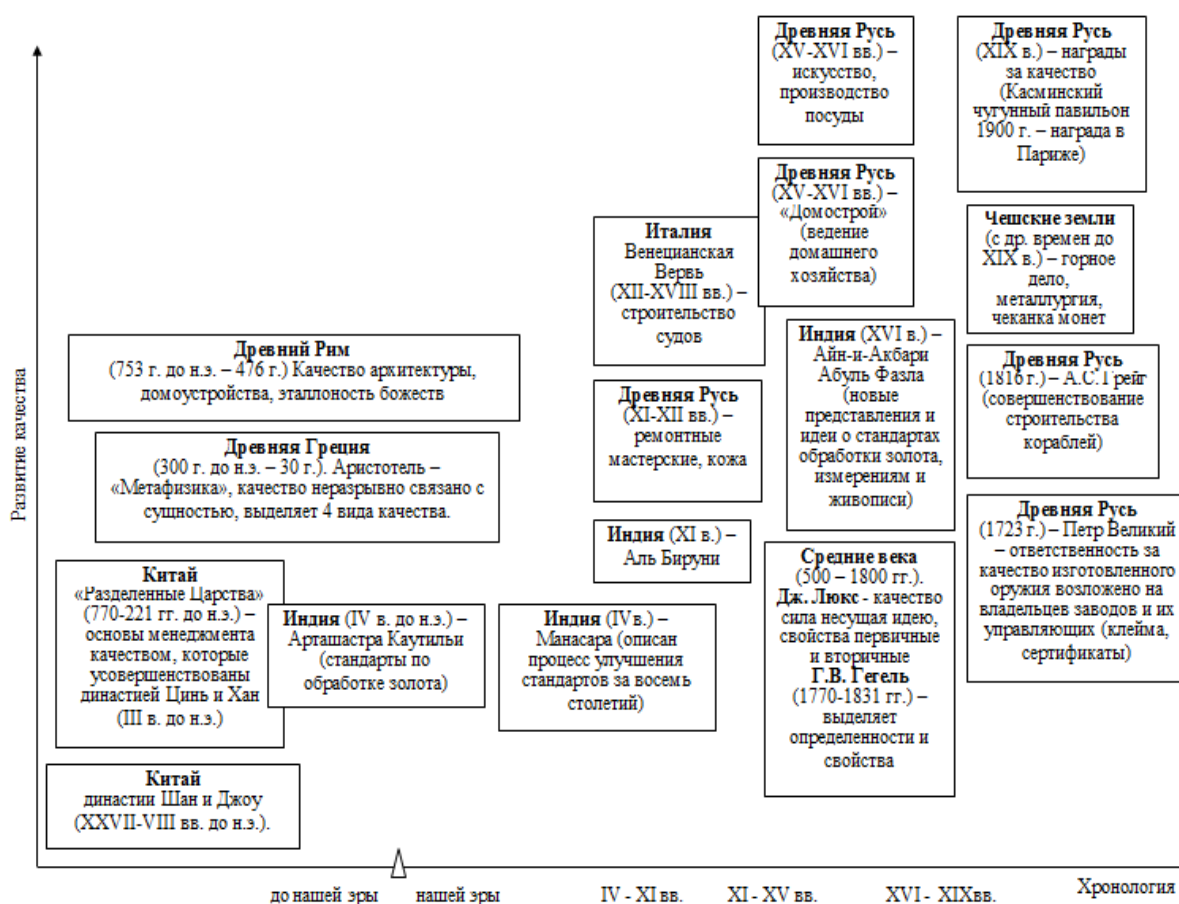 Развитие качества
Древняя Русь
(XV-XVI вв.) –
искусство,
производство
посуды
Древняя Русь
(XIX в.) – награды
за качество
(Касминский
чугунный павильон
1900 г. – награда в
Париже)
Древняя Русь
(XV-XVI вв.) –
«Домострой»
(ведение
домашнего
хозяйства)
Италия
Венецианская
Вервь
(XII-XVIII вв.) –
строительство
судов
Чешские земли
(с др. времен до
XIX в.) – горное
дело,
металлургия,
чеканка монет
Древний Рим
(753 г. до н.э. – 476 г.) Качество архитектуры,
домоустройства, эталлоность божеств
Индия (XVI в.) –
Айн-и-Акбари
Абуль Фазла
(новые
представления и
идеи о стандартах
обработки золота,
измерениям и
живописи)
Древняя Русь
(1816 г.) – А.С. Грейг
(совершенствование
строительства
кораблей)
Древняя Русь
(XI-XII вв.) –
ремонтные
мастерские, кожа
Древняя Греция
(300 г. до н.э. – 30 г.). Аристотель –
«Метафизика», качество неразрывно связано с
сущностью, выделяет 4 вида качества.
Древняя Русь
(1723 г.) – Петр Великий
– ответственность за
качество изготовленного
оружия возложено на
владельцев заводов и их
управляющих (клейма,
сертификаты)
Индия (XI в.) –
Аль Бируни
Средние века
(500 – 1800 гг.).
Дж. Люкс - качество
сила несущая идею,
свойства первичные
и вторичные
Г.В. Гегель
(1770-1831 гг.) –
выделяет
определенности и
свойства
Китай
«Разделенные Царства»
(770-221 гг. до н.э.) –
основы менеджмента
качеством, которые
усовершенствованы
династией Цинь и Хан
(III в. до н.э.)
Индия (IV в. до н.э.) –
Арташастра Каутильи
(стандарты по
обработке золота)
Индия (IV в.) –
Манасара (описан
процесс улучшения
стандартов за восемь
столетий)
Китай
династии Шан и Джоу
(XXVII-VIII вв. до н.э.).
до нашей эры нашей эры IV - XI вв. XI - XV вв. XVI - XIXвв. Хронология